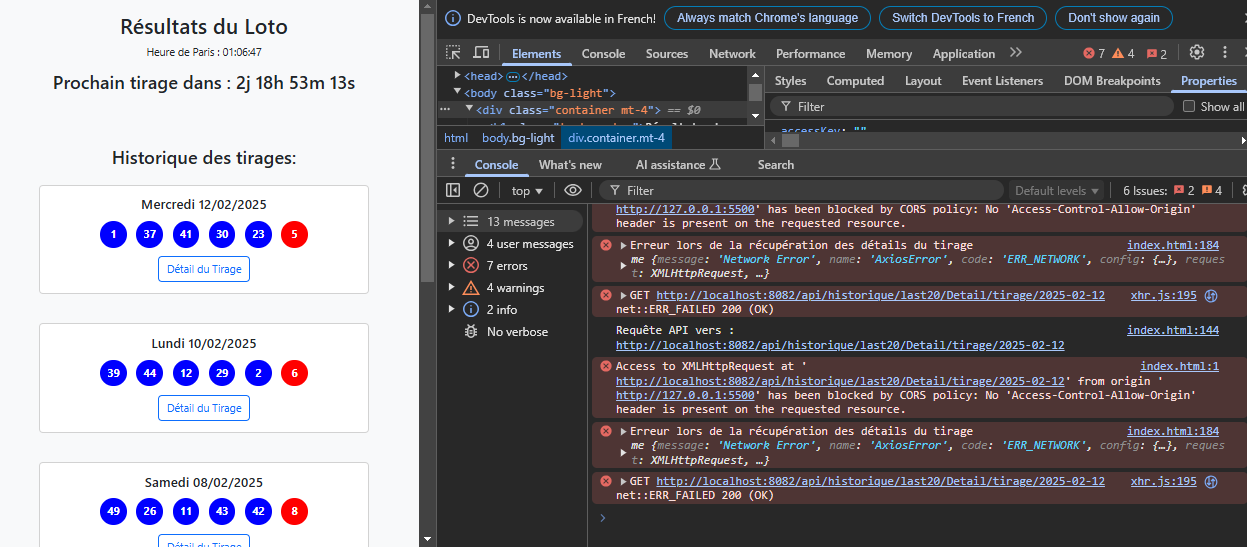 Résultats du Loto
Heure de Paris : 01:06:47
Prochain tirage dans : 2j 18h 53m 13s
Historique des tirages:
Mercredi 12/02/2025
1 37 41 30 23 5
Détail du Tirage
Lundi 10/02/2025
39 44 12 29 2 6
Détail du Tirage
Samedi 08/02/2025
49 26 11 43 42 8
Détail du Tirage
DevTools is now available in French! Always match Chrome's language Switch DevTools to French Don't show again
Elements Console Sources Network Performance Memory Application 7 4 2
<head> </head>
<body class="bg-light">
<div class="container mt-4"> == $0
html body.bg-light div.container.mt-4
Styles Computed Layout Event Listeners DOM Breakpoints Properties
Filter Show all
accessKey: ""
Console What's new AI assistance Search
top Filter Default levels 6 Issues: 2 4
13 messages
4 user messages
7 errors
4 warnings
2 info
No verbose
http://127.0.0.1:5500' has been blocked by CORS policy: No 'Access-Control-Allow-Origin'
header is present on the requested resource.
Erreur lors de la récupération des détails du tirage index.html:184
me {message: 'Network Error', name: 'AxiosError', code: 'ERR_NETWORK', config: {…}, reques
t: XMLHttpRequest, …}
GET http://localhost:8082/api/historique/last20/Detail/tirage/2025-02-12 xhr.js:195
net::ERR_FAILED 200 (OK)
Requête API vers : index.html:144
http://localhost:8082/api/historique/last20/Detail/tirage/2025-02-12
Access to XMLHttpRequest at ' index.html:1
http://localhost:8082/api/historique/last20/Detail/tirage/2025-02-12' from origin '
http://127.0.0.1:5500' has been blocked by CORS policy: No 'Access-Control-Allow-Origin'
header is present on the requested resource.
Erreur lors de la récupération des détails du tirage index.html:184
me {message: 'Network Error', name: 'AxiosError', code: 'ERR_NETWORK', config: {…}, reques
t: XMLHttpRequest, …}
GET http://localhost:8082/api/historique/last20/Detail/tirage/2025-02-12 xhr.js:195
net::ERR_FAILED 200 (OK)